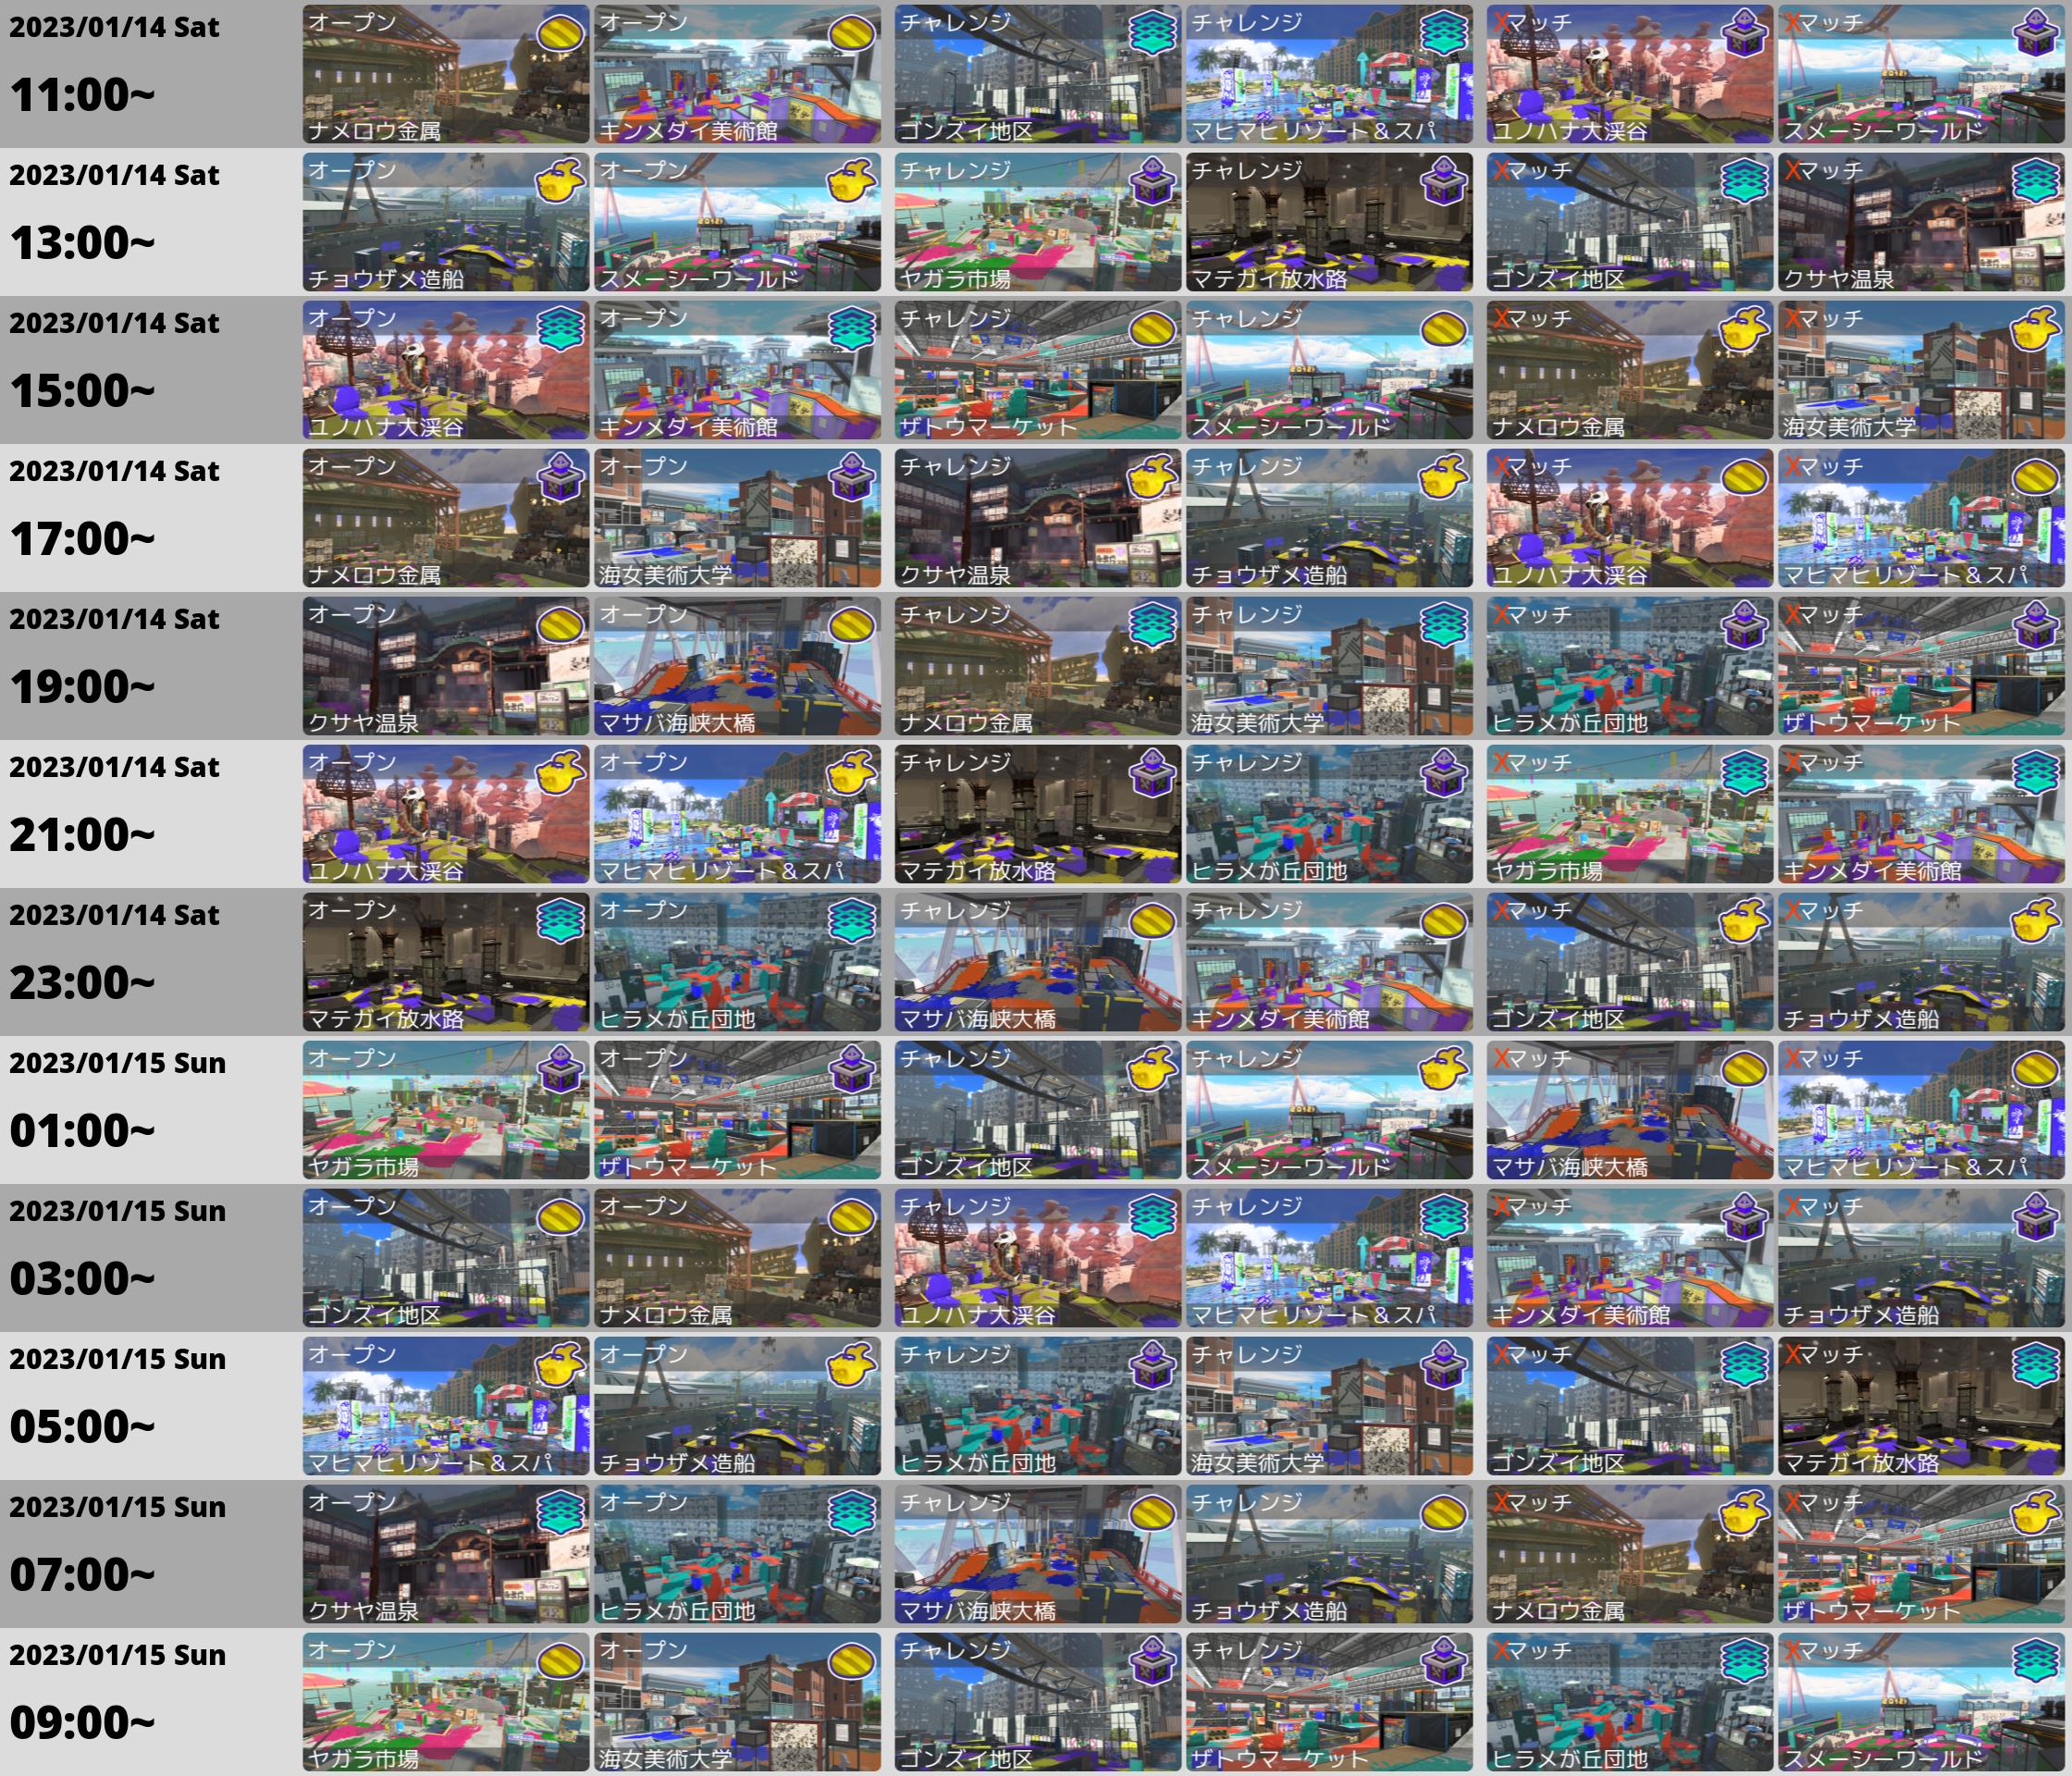 2023/01/14 Sat
11:00~
オープン オープン チャレンジ チャレンジ Xマッチ Xマッチ
ナメロウ金属 キンメダイ美術館 ゴンズイ地区 マヒマヒリゾート＆スパ ユノハナ大渓谷 スメーシーワールド
2023/01/14 Sat
13:00~
オープン オープン チャレンジ チャレンジ Xマッチ Xマッチ
チョウザメ造船 スメーシーワールド ヤガラ市場 マテガイ放水路 ゴンズイ地区 クサヤ温泉
2023/01/14 Sat
15:00~
オープン オープン チャレンジ チャレンジ Xマッチ Xマッチ
ユノハナ大渓谷 キンメダイ美術館 ザトウマーケット スメーシーワールド ナメロウ金属 海女美術大学
2023/01/14 Sat
17:00~
オープン オープン チャレンジ チャレンジ Xマッチ Xマッチ
ナメロウ金属 海女美術大学 クサヤ温泉 チョウザメ造船 ユノハナ大渓谷 マヒマヒリゾート＆スパ
2023/01/14 Sat
19:00~
オープン オープン チャレンジ チャレンジ Xマッチ Xマッチ
クサヤ温泉 マサバ海峡大橋 ナメロウ金属 海女美術大学 ヒラメが丘団地 ザトウマーケット
2023/01/14 Sat
21:00~
オープン オープン チャレンジ チャレンジ Xマッチ Xマッチ
ユノハナ大渓谷 マヒマヒリゾート＆スパ マテガイ放水路 ヒラメが丘団地 ヤガラ市場 キンメダイ美術館
2023/01/14 Sat
23:00~
オープン オープン チャレンジ チャレンジ Xマッチ Xマッチ
マテガイ放水路 ヒラメが丘団地 マサバ海峡大橋 キンメダイ美術館 ゴンズイ地区 チョウザメ造船
2023/01/15 Sun
01:00~
オープン オープン チャレンジ チャレンジ Xマッチ Xマッチ
ヤガラ市場 ザトウマーケット ゴンズイ地区 スメーシーワールド マサバ海峡大橋 マヒマヒリゾート＆スパ
2023/01/15 Sun
03:00~
オープン オープン チャレンジ チャレンジ Xマッチ Xマッチ
ゴンズイ地区 ナメロウ金属 ユノハナ大渓谷 マヒマヒリゾート＆スパ キンメダイ美術館 チョウザメ造船
2023/01/15 Sun
05:00~
オープン オープン チャレンジ チャレンジ Xマッチ Xマッチ
マヒマヒリゾート＆スパ チョウザメ造船 ヒラメが丘団地 海女美術大学 ゴンズイ地区 マテガイ放水路
2023/01/15 Sun
07:00~
オープン オープン チャレンジ チャレンジ Xマッチ Xマッチ
クサヤ温泉 ヒラメが丘団地 マサバ海峡大橋 チョウザメ造船 ナメロウ金属 ザトウマーケット
2023/01/15 Sun
09:00~
オープン オープン チャレンジ チャレンジ Xマッチ Xマッチ
ヤガラ市場 海女美術大学 ゴンズイ地区 ザトウマーケット ヒラメが丘団地 スメーシーワールド